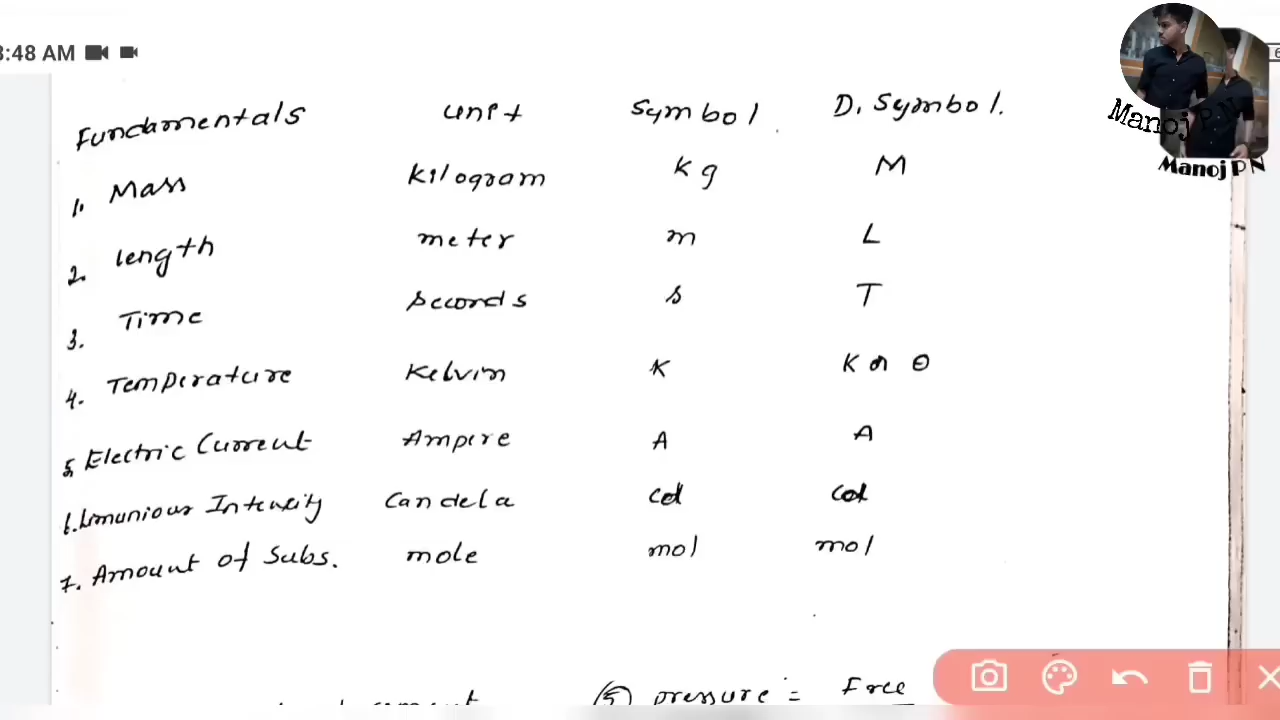 3:48 AM
Manoj P N
Manoj P N
Fundamentals Unit Symbol D. Symbol.
1. Mass Kilogram Kg M
2. length meter m L
3. Time seconds s T
4. Temperature Kelvin K K or θ
5. Electric Current Ampere A A
6. Lumunious Intensity Candela cd cd
7. Amount of Subs. mole mol mol
(5) pressure =